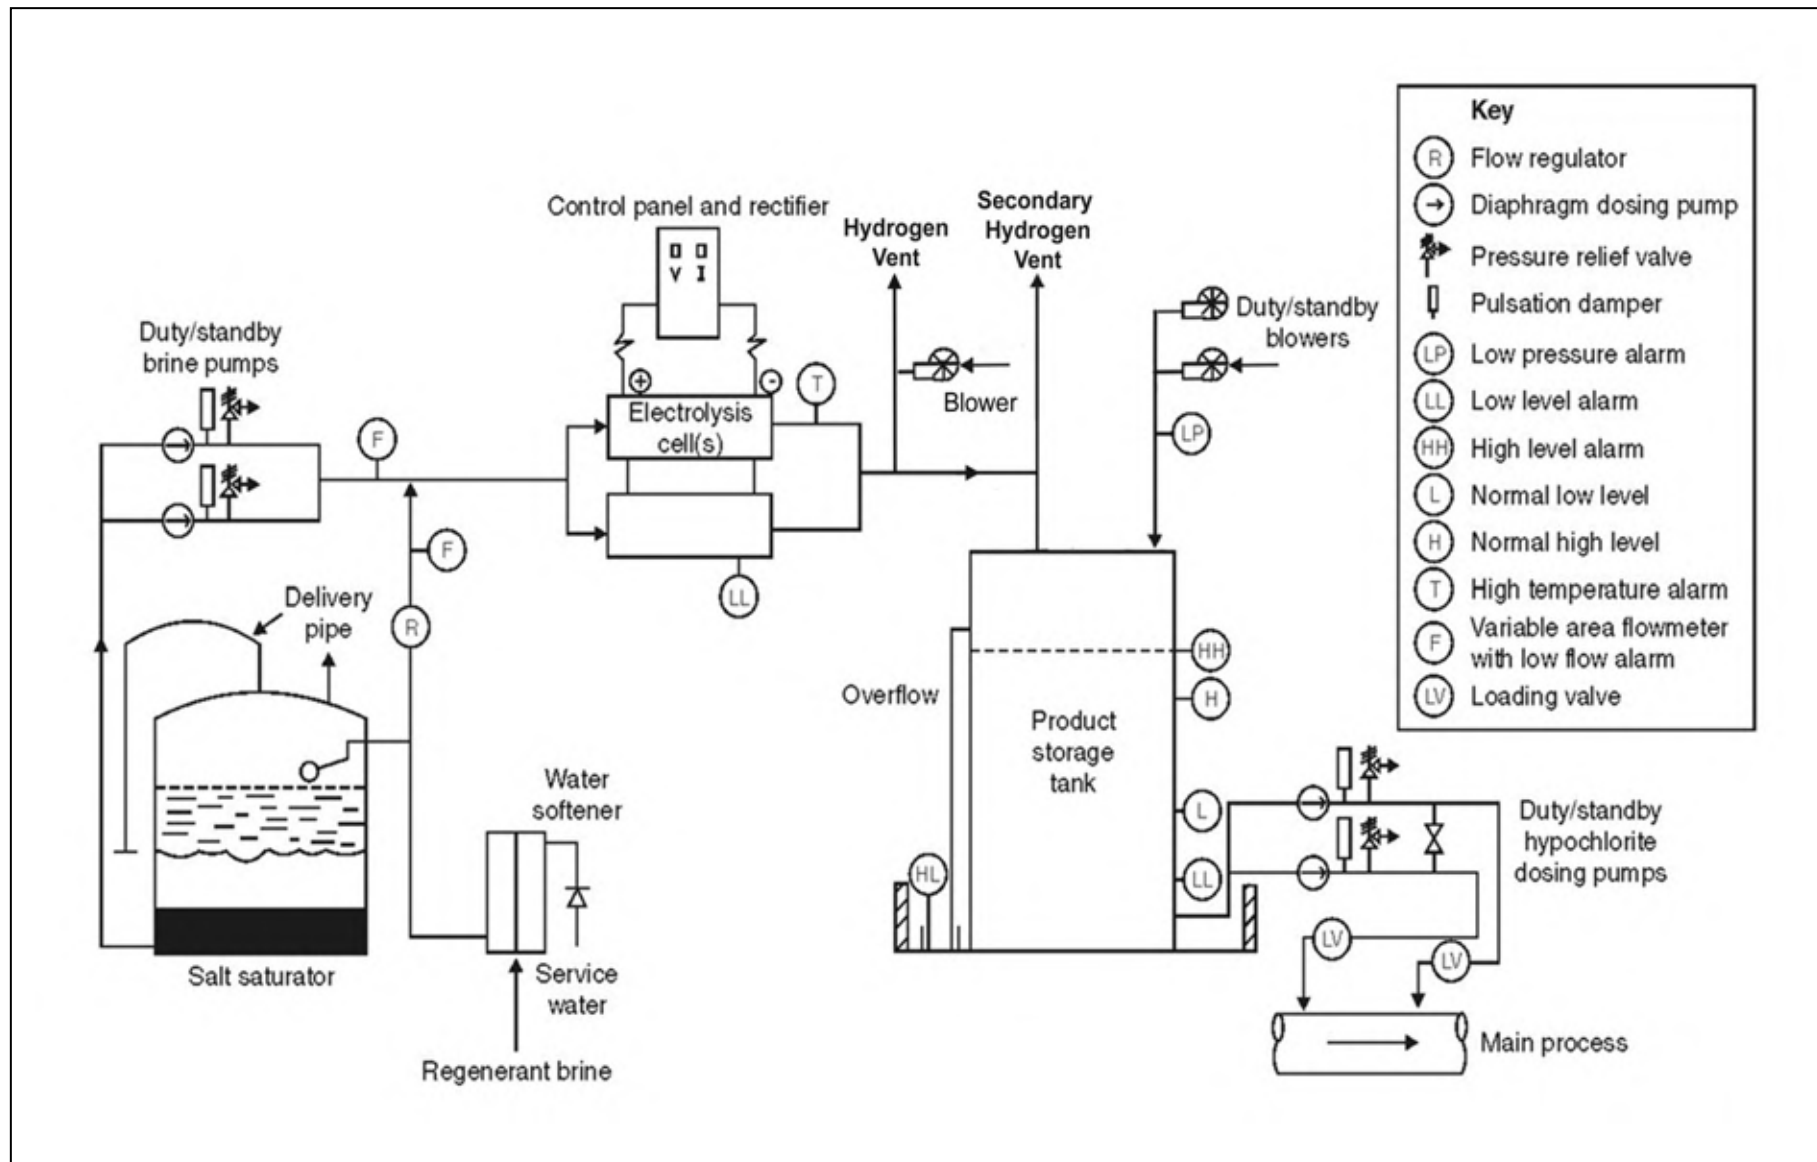 Control panel and rectifier
V I
Hydrogen
Vent
Secondary
Hydrogen
Vent
Duty/standby
blowers
Blower
LP
Duty/standby
brine pumps
F
+
-
T
Electrolysis
cell(s)
F
LL
R
Delivery
pipe
Salt saturator
Water
softener
Service
water
Regenerant brine
HH
H
Overflow
Product
storage
tank
L
LL
HL
Duty/standby
hypochlorite
dosing pumps
LV
LV
Main process
Key
R Flow regulator
Diaphragm dosing pump
Pressure relief valve
Pulsation damper
LP Low pressure alarm
LL Low level alarm
HH High level alarm
L Normal low level
H Normal high level
T High temperature alarm
F Variable area flowmeter
with low flow alarm
LV Loading valve